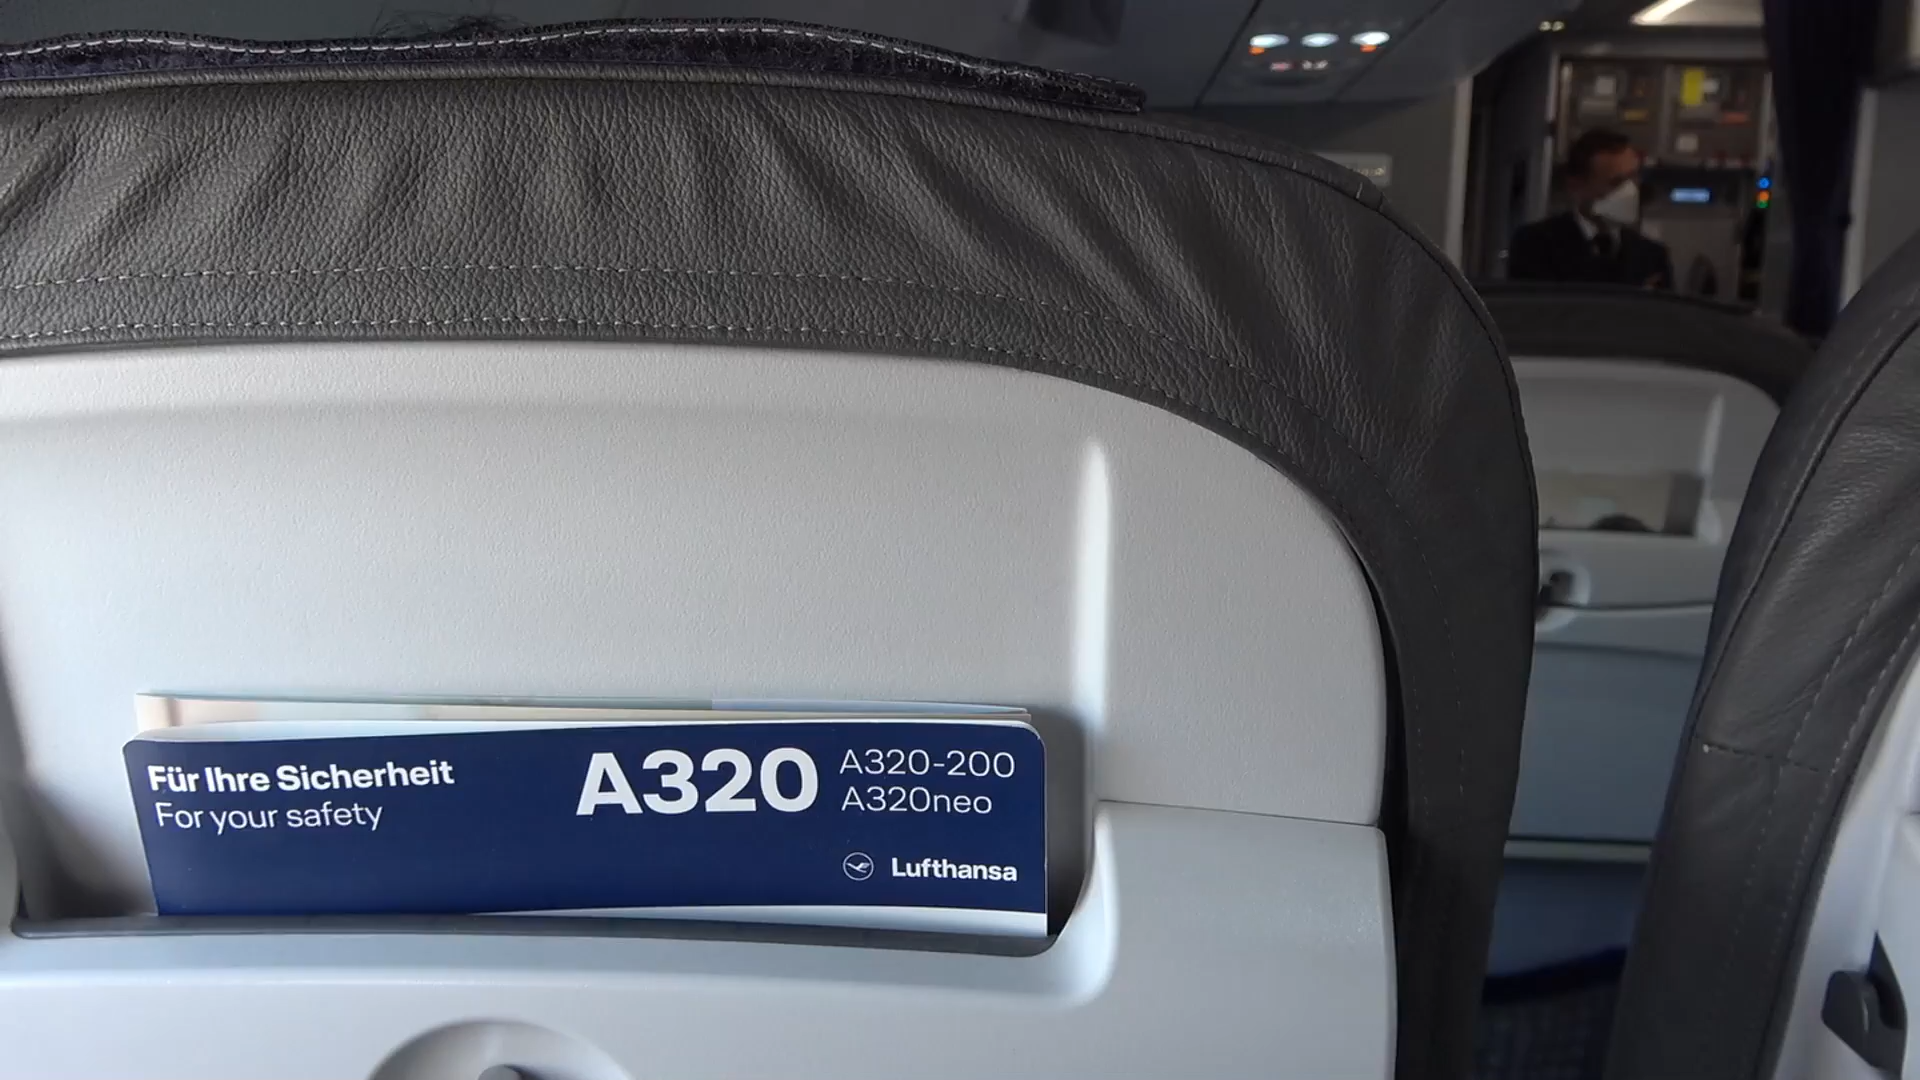 Für Ihre Sicherheit
For your safety
A320
A320-200
A320neo
Lufthansa